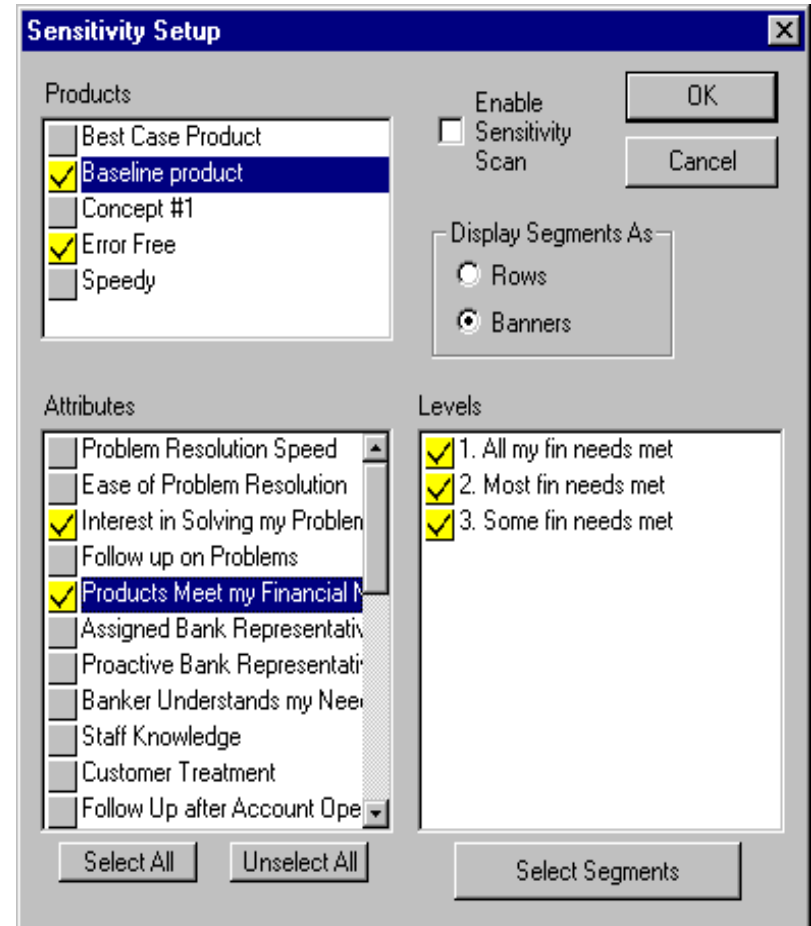 Sensitivity Setup
Products
Best Case Product
Baseline product
Concept #1
Error Free
Speedy
Enable
Sensitivity
Scan
OK
Cancel
Display Segments As
Rows
Banners
Attributes
Problem Resolution Speed
Ease of Problem Resolution
Interest in Solving my Problem
Follow up on Problems
Products Meet my Financial N
Assigned Bank Representativ
Proactive Bank Representati
Banker Understands my Nee
Staff Knowledge
Customer Treatment
Follow Up after Account Ope
Select All
Unselect All
Levels
1. All my fin needs met
2. Most fin needs met
3. Some fin needs met
Select Segments